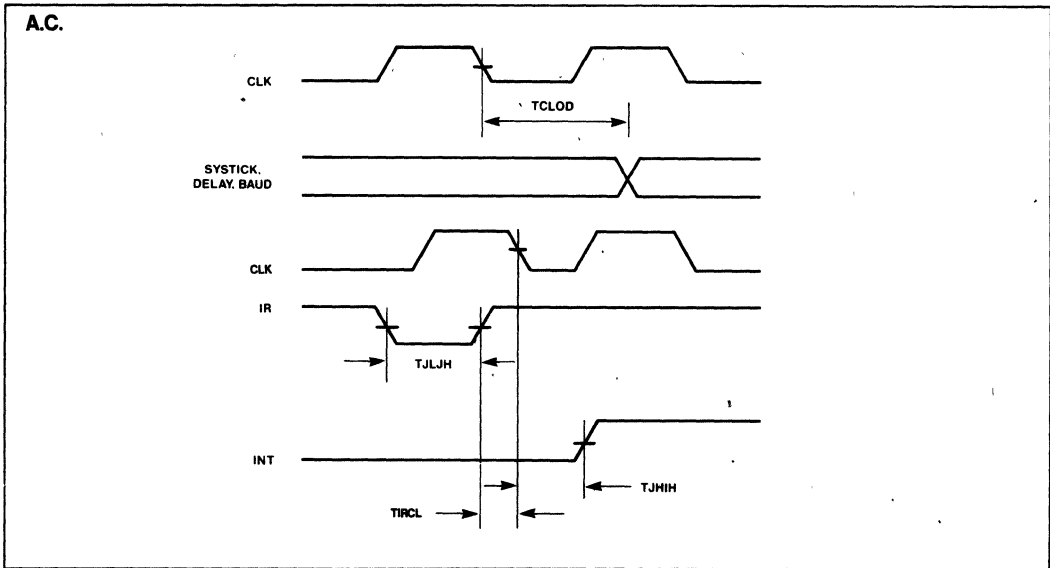 A.C.
CLK
TCLOD
SYSTICK.
DELAY. BAUD
CLK
IR
TJLJH
INT
TJHIH
TIRCL